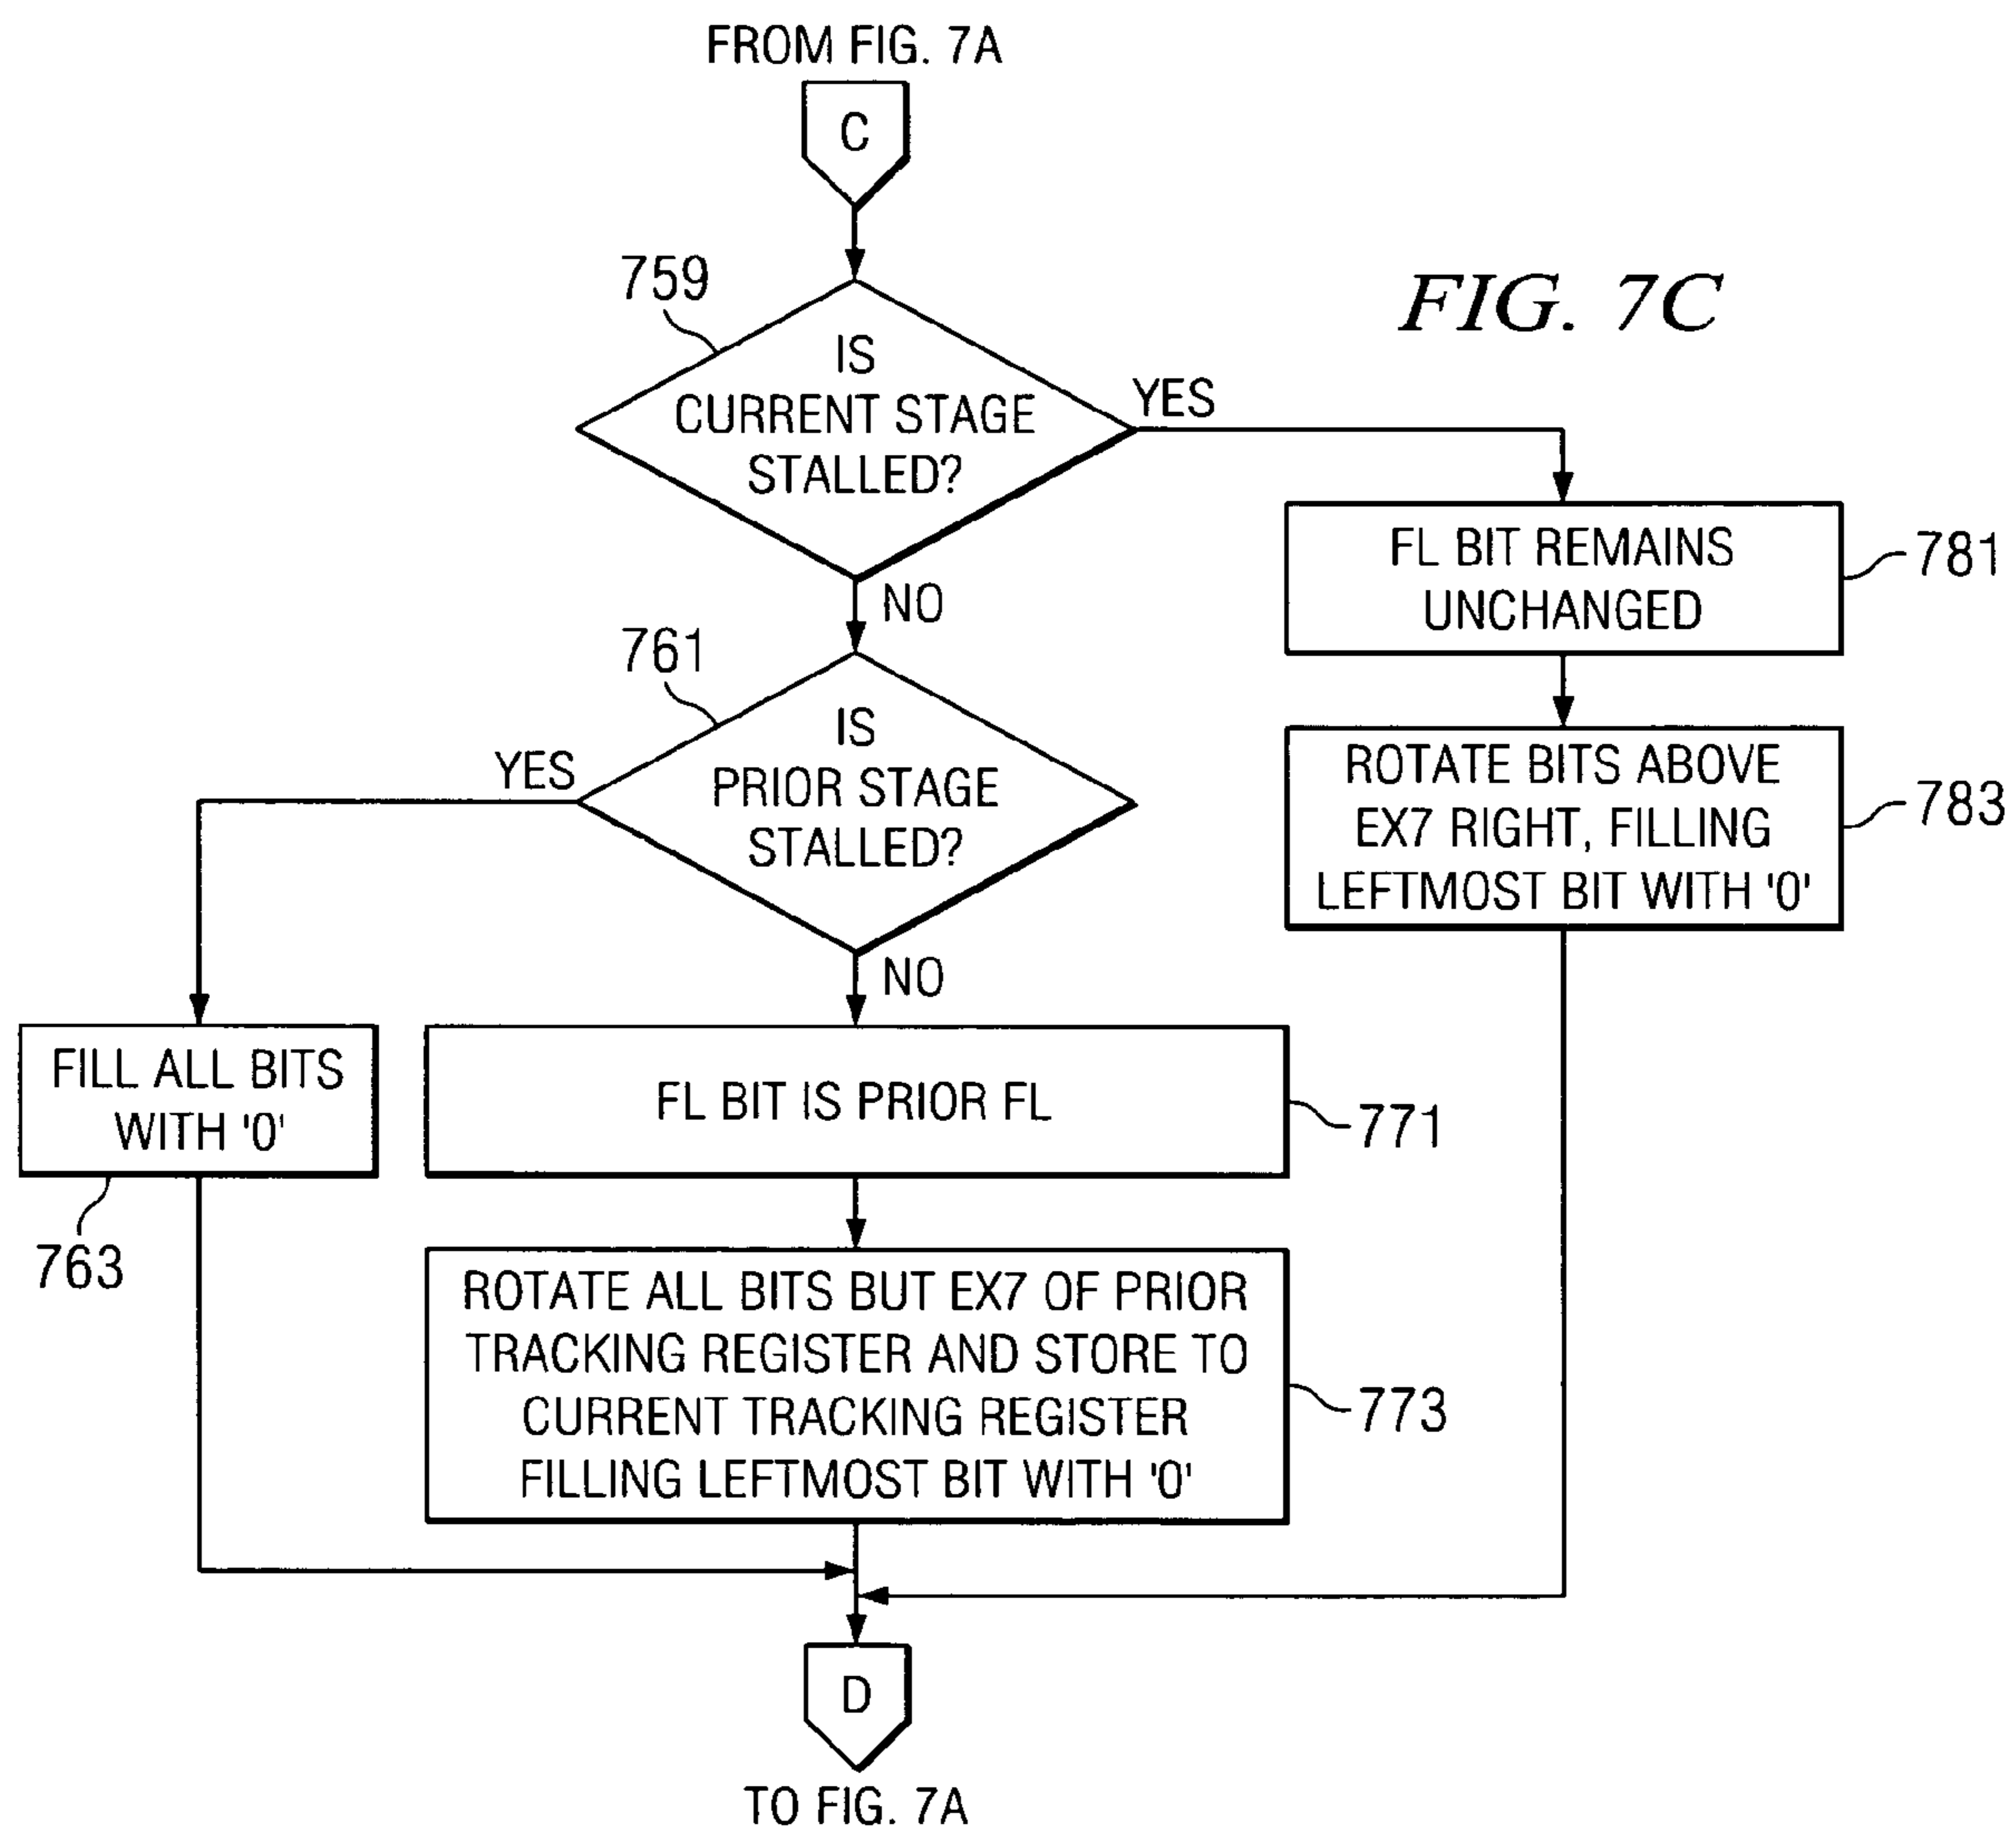 FROM FIG. 7A
C
FIG. 7C
759
IS
CURRENT STAGE
STALLED?
YES
NO
781
FL BIT REMAINS
UNCHANGED
761
IS
PRIOR STAGE
STALLED?
YES
NO
783
ROTATE BITS ABOVE
EX7 RIGHT, FILLING
LEFTMOST BIT WITH '0'
FILL ALL BITS
WITH '0'
763
FL BIT IS PRIOR FL
771
ROTATE ALL BITS BUT EX7 OF PRIOR
TRACKING REGISTER AND STORE TO
CURRENT TRACKING REGISTER
FILLING LEFTMOST BIT WITH '0'
773
D
TO FIG. 7A